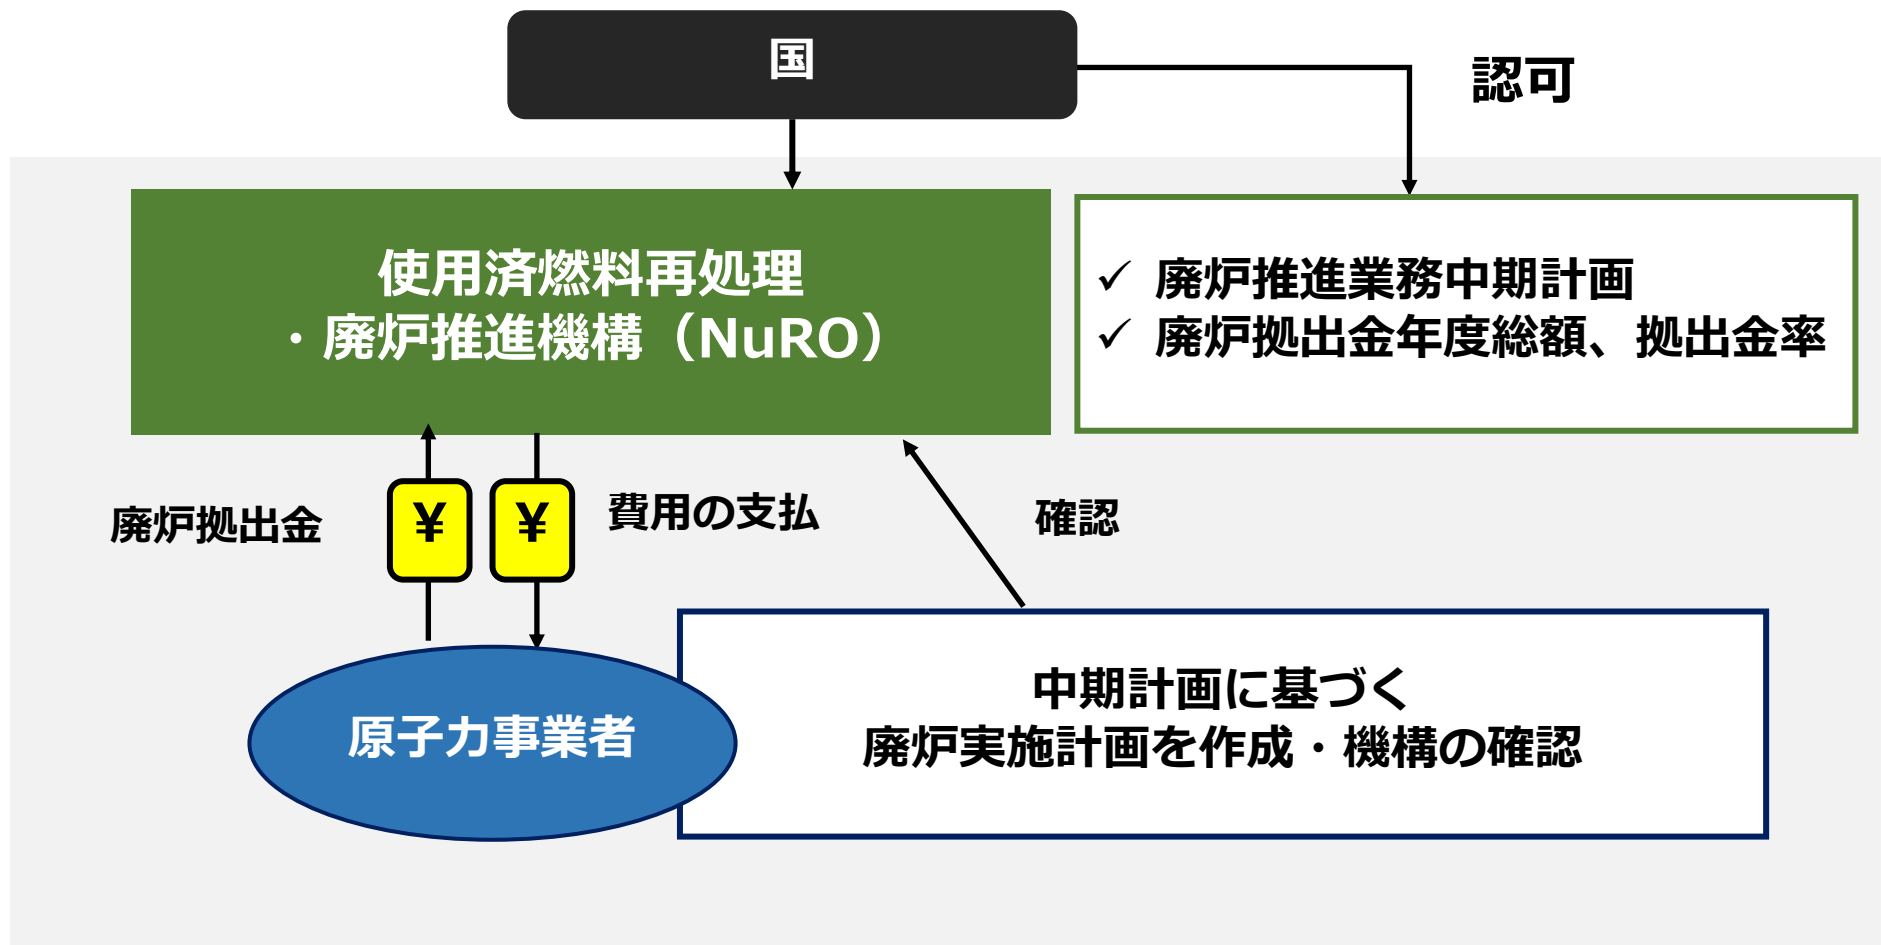 国
認可
使用済燃料再処理
・廃炉推進機構（NuRO）
✓ 廃炉推進業務中期計画
✓ 廃炉拠出金年度総額、拠出金率
廃炉拠出金
¥
¥
費用の支払
確認
原子力事業者
中期計画に基づく
廃炉実施計画を作成・機構の確認